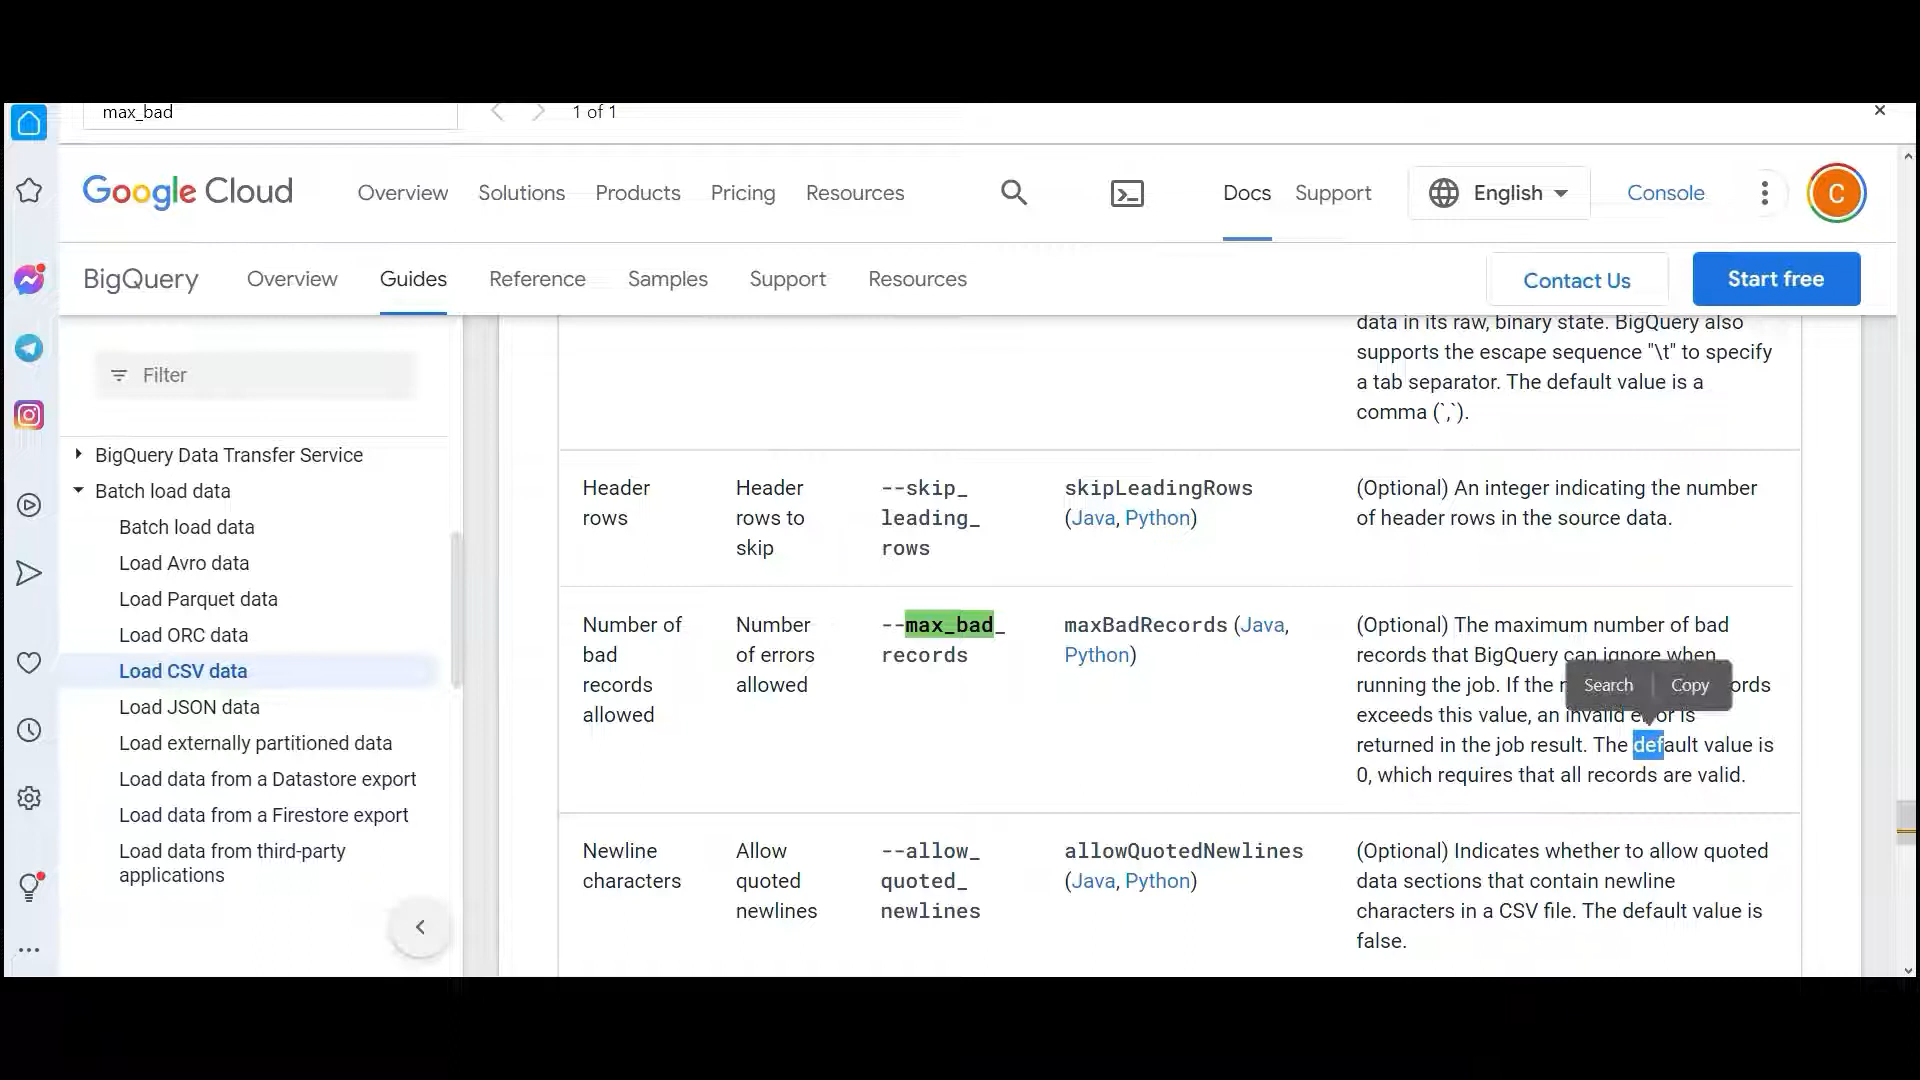 max_bad
1 of 1
Google Cloud
Overview
Solutions
Products
Pricing
Resources
Docs
Support
English
Console
C
BigQuery
Overview
Guides
Reference
Samples
Support
Resources
Contact Us
Start free
Filter
BigQuery Data Transfer Service
Batch load data
Batch load data
Load Avro data
Load Parquet data
Load ORC data
Load CSV data
Load JSON data
Load externally partitioned data
Load data from a Datastore export
Load data from a Firestore export
Load data from third-party
applications
data in its raw, binary state. BigQuery also
supports the escape sequence "\t" to specify
a tab separator. The default value is a
comma (`,`).
Header
rows
Header
rows to
skip
--skip_
leading_
rows
skipLeadingRows
(Java, Python)
(Optional) An integer indicating the number
of header rows in the source data.
Number of
bad
records
allowed
Number
of errors
allowed
--max_bad_
records
maxBadRecords (Java,
Python)
(Optional) The maximum number of bad
records that BigQuery can ignore when
running the job. If the ords
exceeds this value, an invalid error is
returned in the job result. The default value is
0, which requires that all records are valid.
Search
Copy
Newline
characters
Allow
quoted
newlines
--allow_
quoted_
newlines
allowQuotedNewlines
(Java, Python)
(Optional) Indicates whether to allow quoted
data sections that contain newline
characters in a CSV file. The default value is
false.